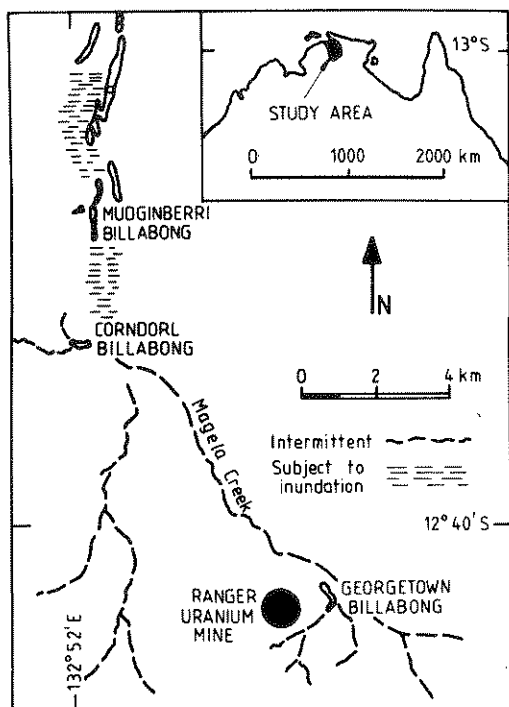 13°S
STUDY AREA
0 1000 2000 km
MUDGINBERRI
BILLABONG
N
CORNDORL
BILLABONG
0 2 4 km
Magela Creek
Intermittent
Subject to
inundation
12°40'S
RANGER
URANIUM
MINE
GEORGETOWN
BILLABONG
132°52'E